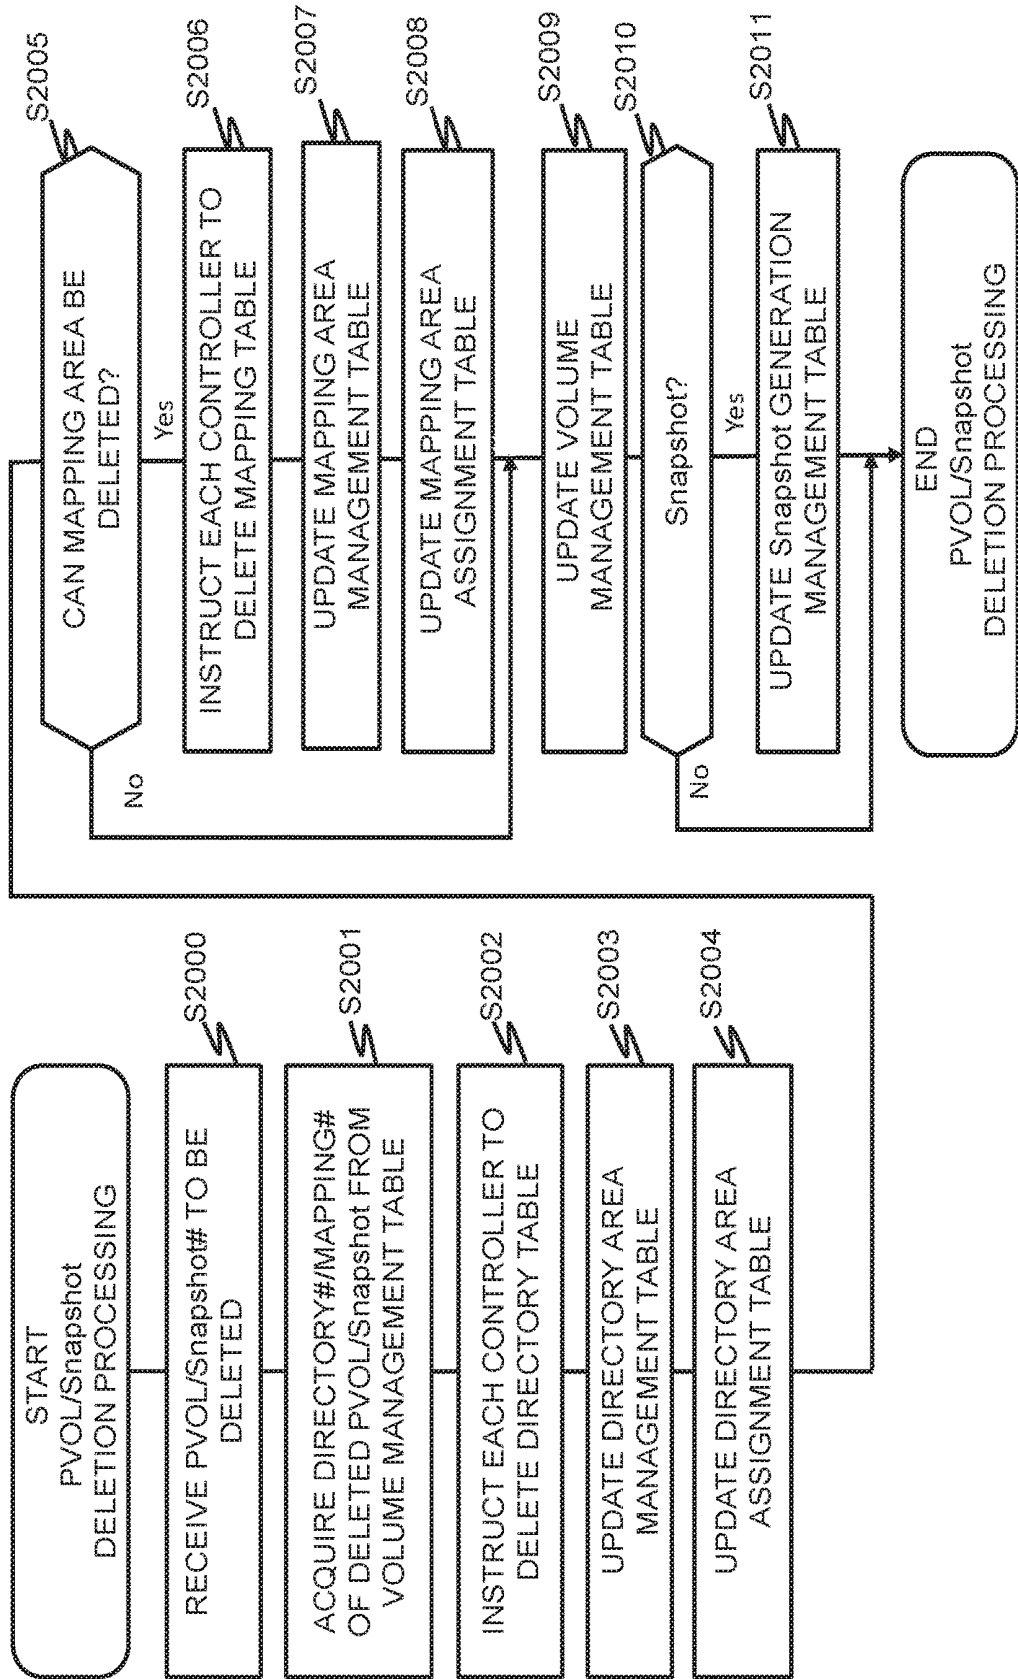 START
PVOL/Snapshot
DELETION PROCESSING
RECEIVE PVOL/Snapshot# TO BE
DELETED
S2000
ACQUIRE DIRECTORY#/MAPPING#
OF DELETED PVOL/Snapshot FROM
VOLUME MANAGEMENT TABLE
S2001
INSTRUCT EACH CONTROLLER TO
DELETE DIRECTORY TABLE
S2002
UPDATE DIRECTORY AREA
MANAGEMENT TABLE
S2003
UPDATE DIRECTORY AREA
ASSIGNMENT TABLE
S2004
CAN MAPPING AREA BE
DELETED?
S2005
Yes
No
INSTRUCT EACH CONTROLLER TO
DELETE MAPPING TABLE
S2006
UPDATE MAPPING AREA
MANAGEMENT TABLE
S2007
UPDATE MAPPING AREA
ASSIGNMENT TABLE
S2008
UPDATE VOLUME
MANAGEMENT TABLE
S2009
Snapshot?
S2010
Yes
No
UPDATE Snapshot GENERATION
MANAGEMENT TABLE
S2011
END
PVOL/Snapshot
DELETION PROCESSING